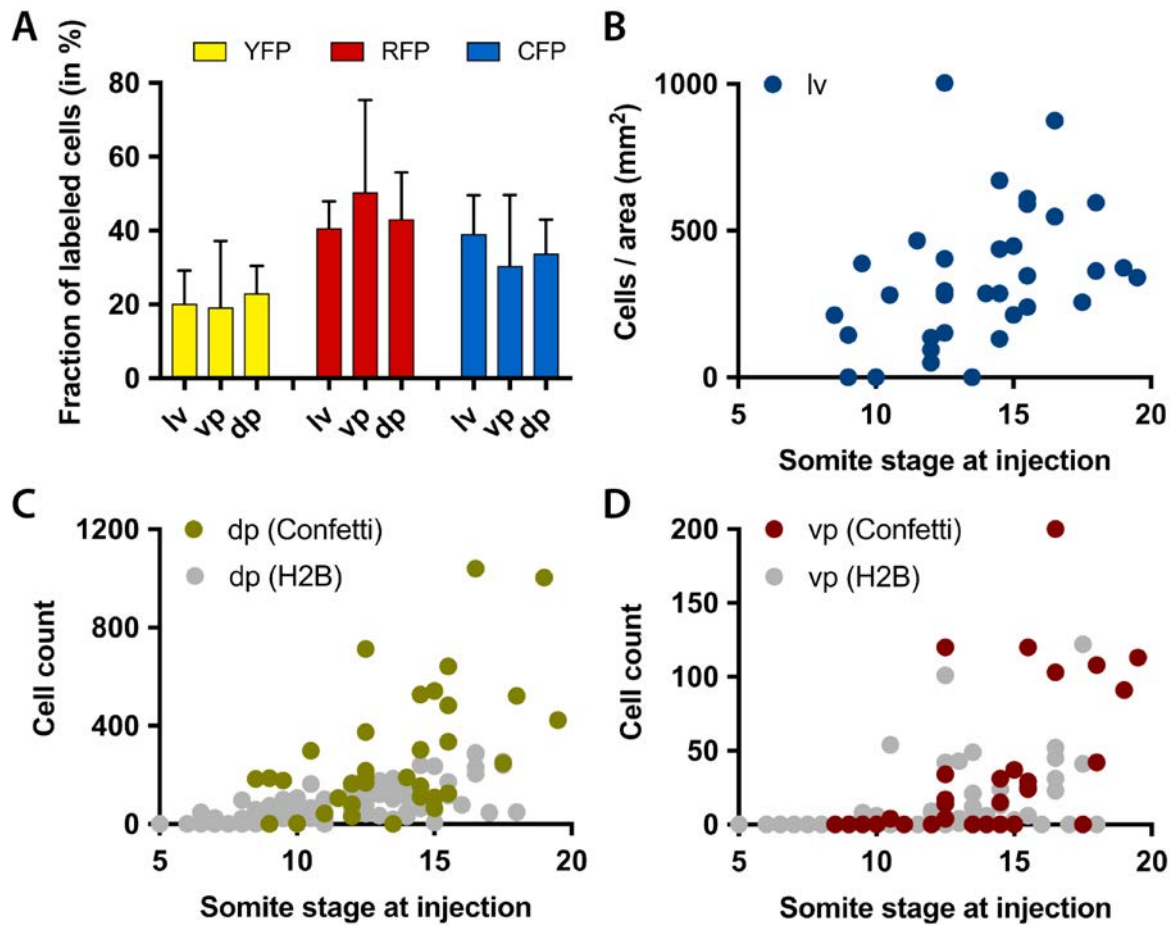 A
YFP RFP CFP
Fraction of labeled cells (in %)
80
60
40
20
0
lv vp dp lv vp dp lv vp dp
B
lv
Cells / area (mm²)
1000
500
0
5 10 15 20
Somite stage at injection
C
dp (Confetti)
dp (H2B)
Cell count
1200
800
400
0
5 10 15 20
Somite stage at injection
D
vp (Confetti)
vp (H2B)
Cell count
200
150
100
50
0
5 10 15 20
Somite stage at injection